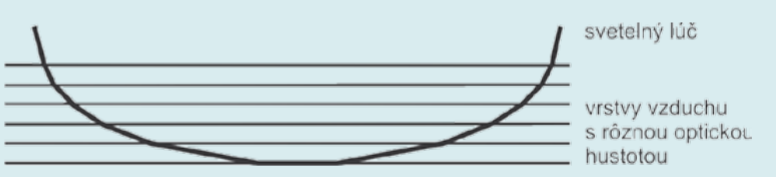 svetelný lúč
vrstvy vzduchu
s rôznou optickou
hustotou